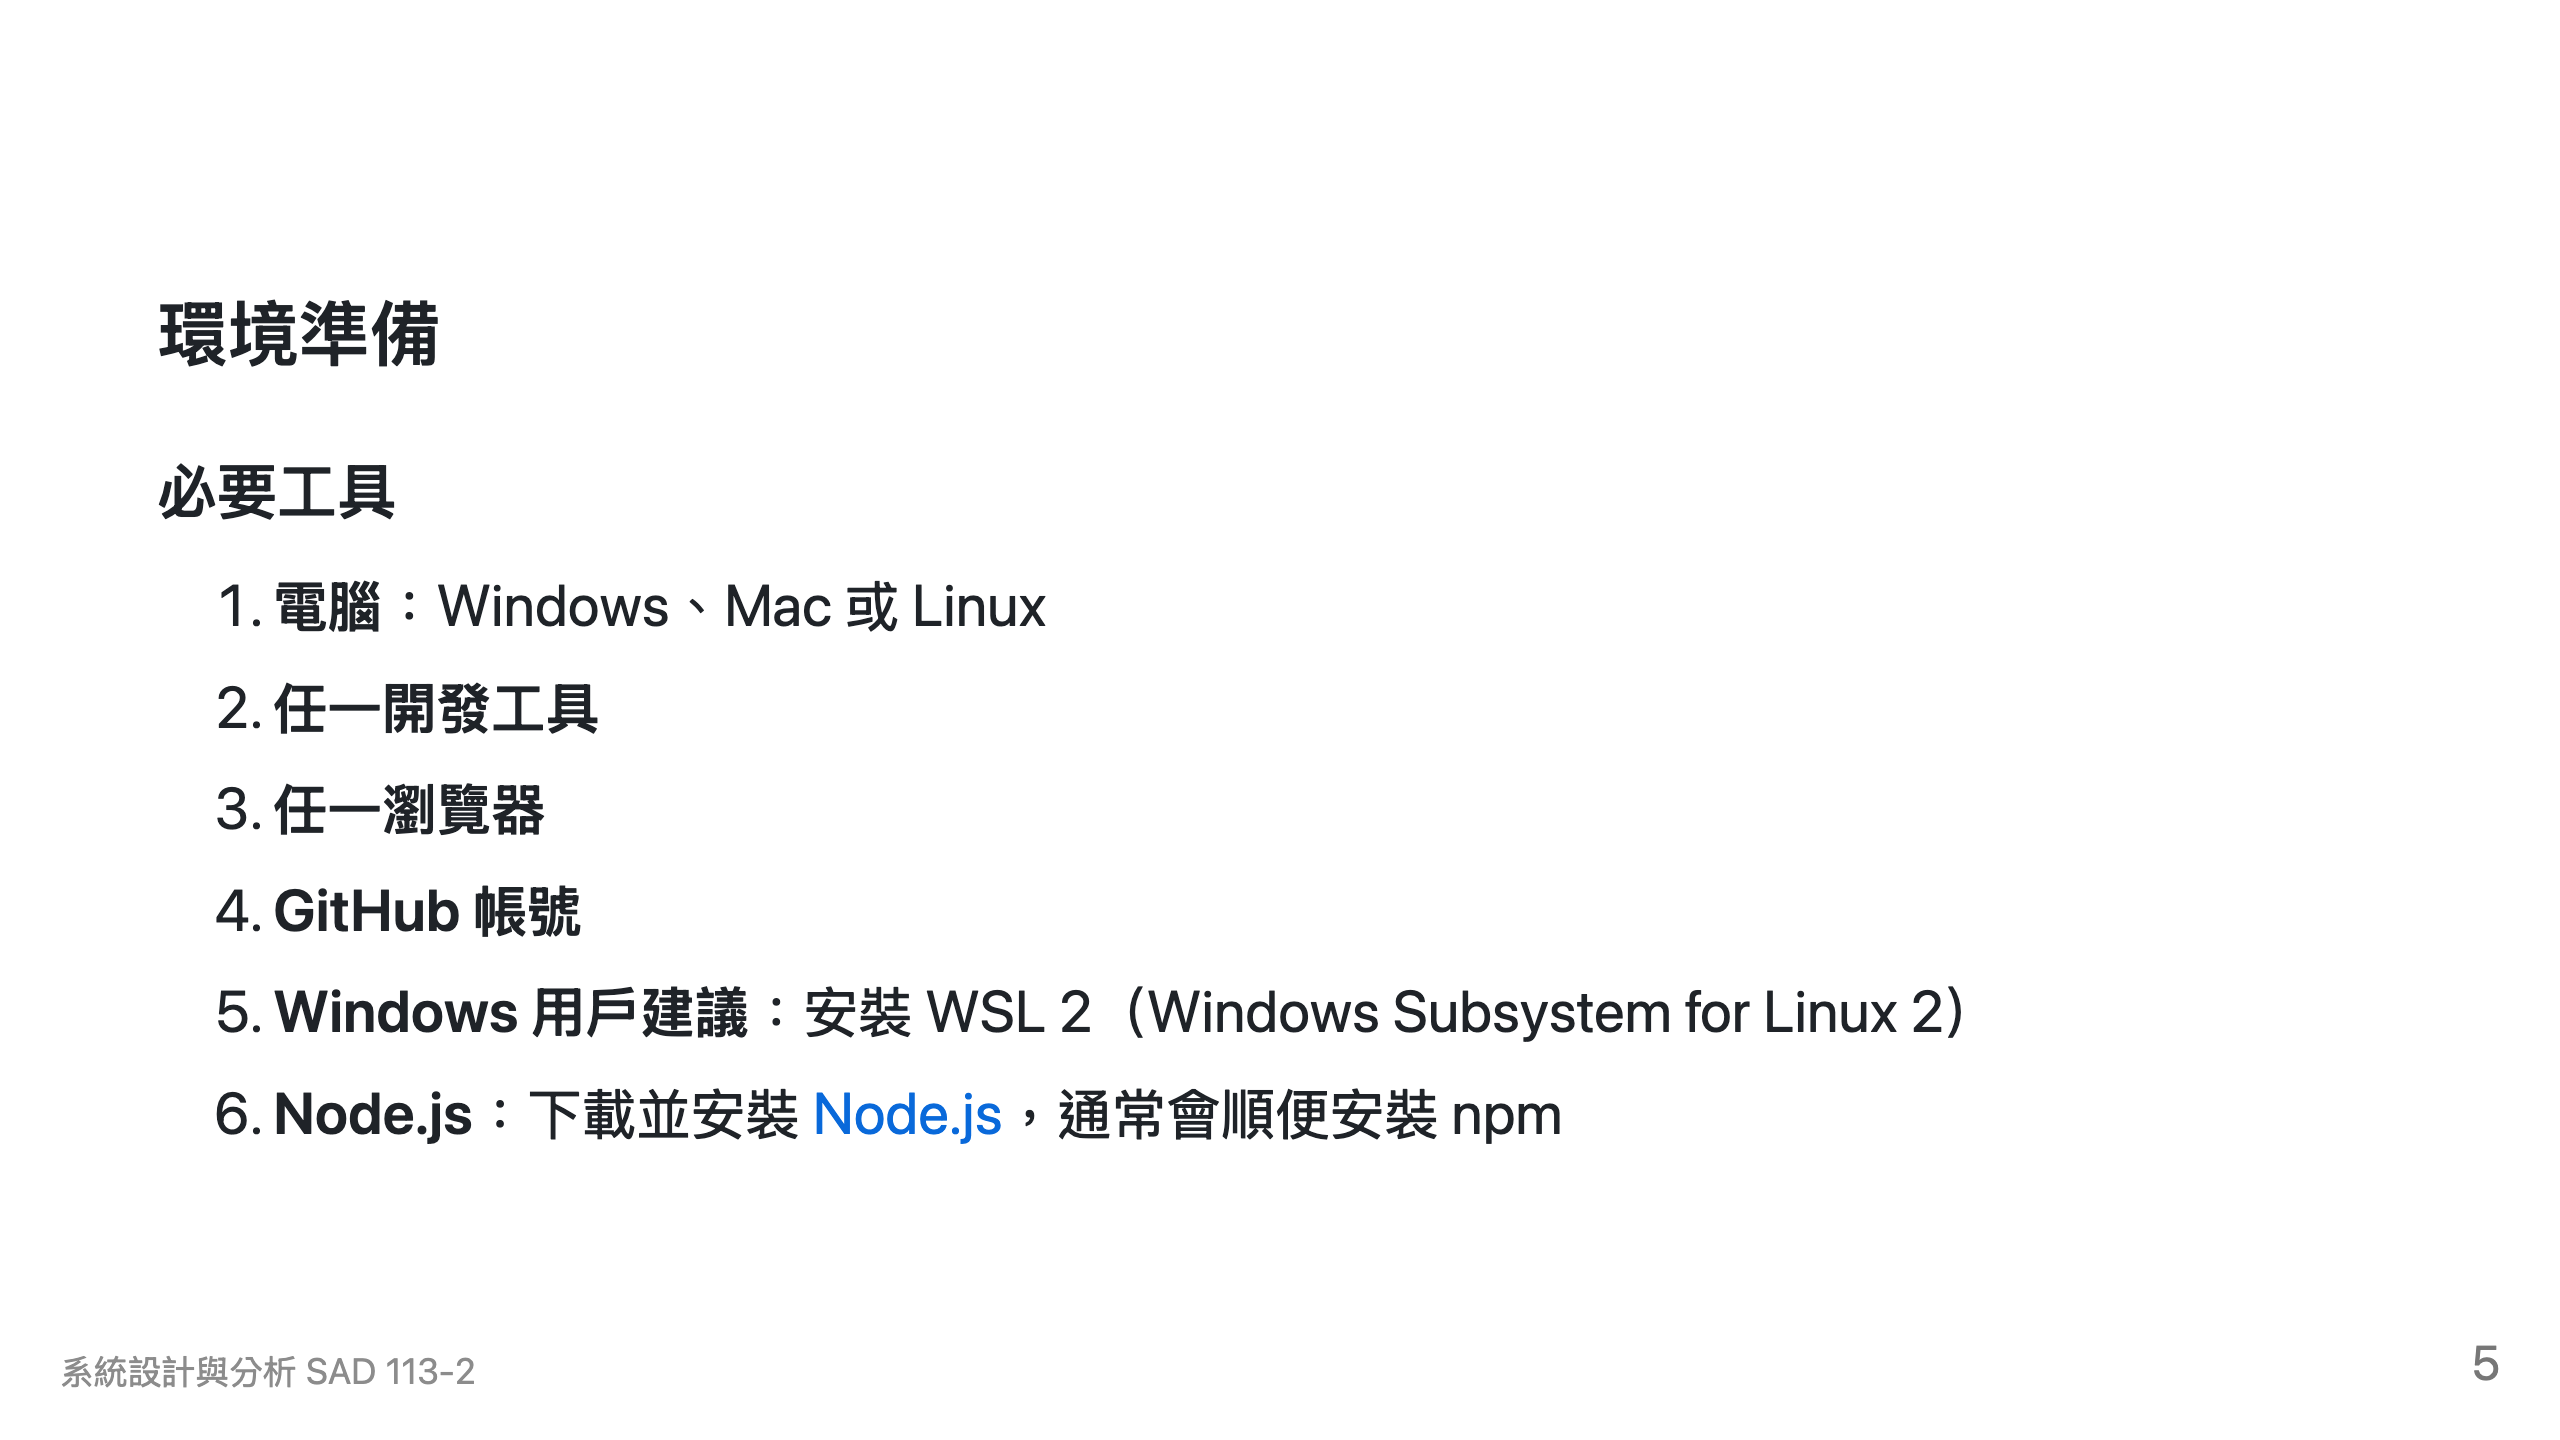 環境準備
必要工具
1. 電腦：Windows、Mac 或 Linux
2. 任一開發工具
3. 任一瀏覽器
4. GitHub 帳號
5. Windows 用戶建議：安裝 WSL 2（Windows Subsystem for Linux 2）
6. Node.js：下載並安裝 Node.js，通常會順便安裝 npm
系統設計與分析 SAD 113-2
5